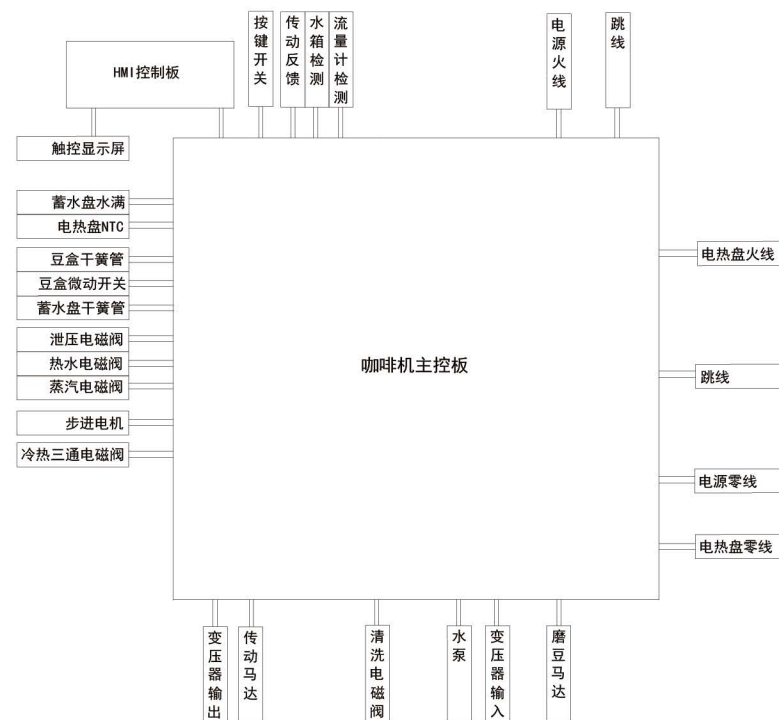 按键开关
传动反馈
水箱检测
流量计检测
电源火线
跳线
HMI控制板
触控显示屏
蓄水盘水满
电热盘NTC
豆盒干簧管
豆盒微动开关
蓄水盘干簧管
泄压电磁阀
热水电磁阀
蒸汽电磁阀
步进电机
冷热三通电磁阀
咖啡机主控板
电热盘火线
跳线
电源零线
电热盘零线
变压器输出
传动马达
清洗电磁阀
水泵
变压器输入
磨豆马达